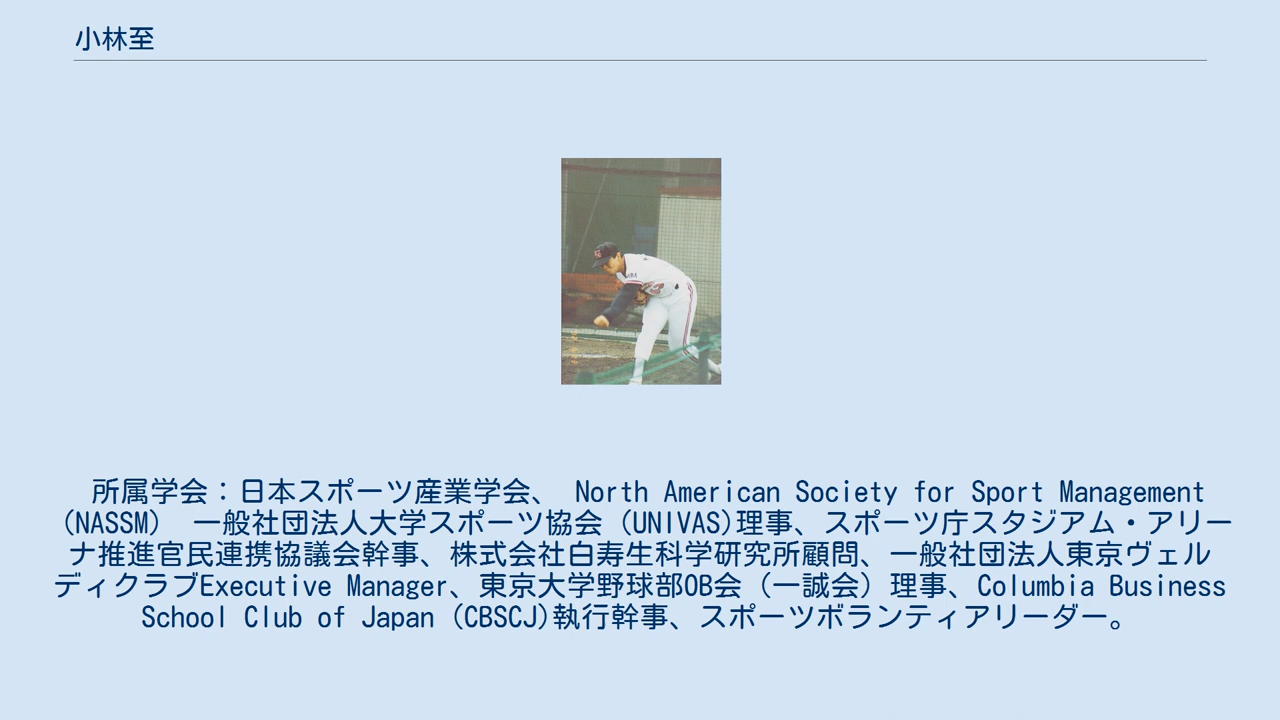 小林至
所属学会：日本スポーツ産業学会、 North American Society for Sport Management
(NASSM) 一般社団法人大学スポーツ協会 (UNIVAS)理事、スポーツ庁スタジアム・アリー
ナ推進官民連携協議会幹事、株式会社白寿生科学研究所顧問、一般社団法人東京ヴェル
ディクラブExecutive Manager、東京大学野球部OB会（一誠会）理事、Columbia Business
School Club of Japan (CBSCJ)執行幹事、スポーツボランティアリーダー。